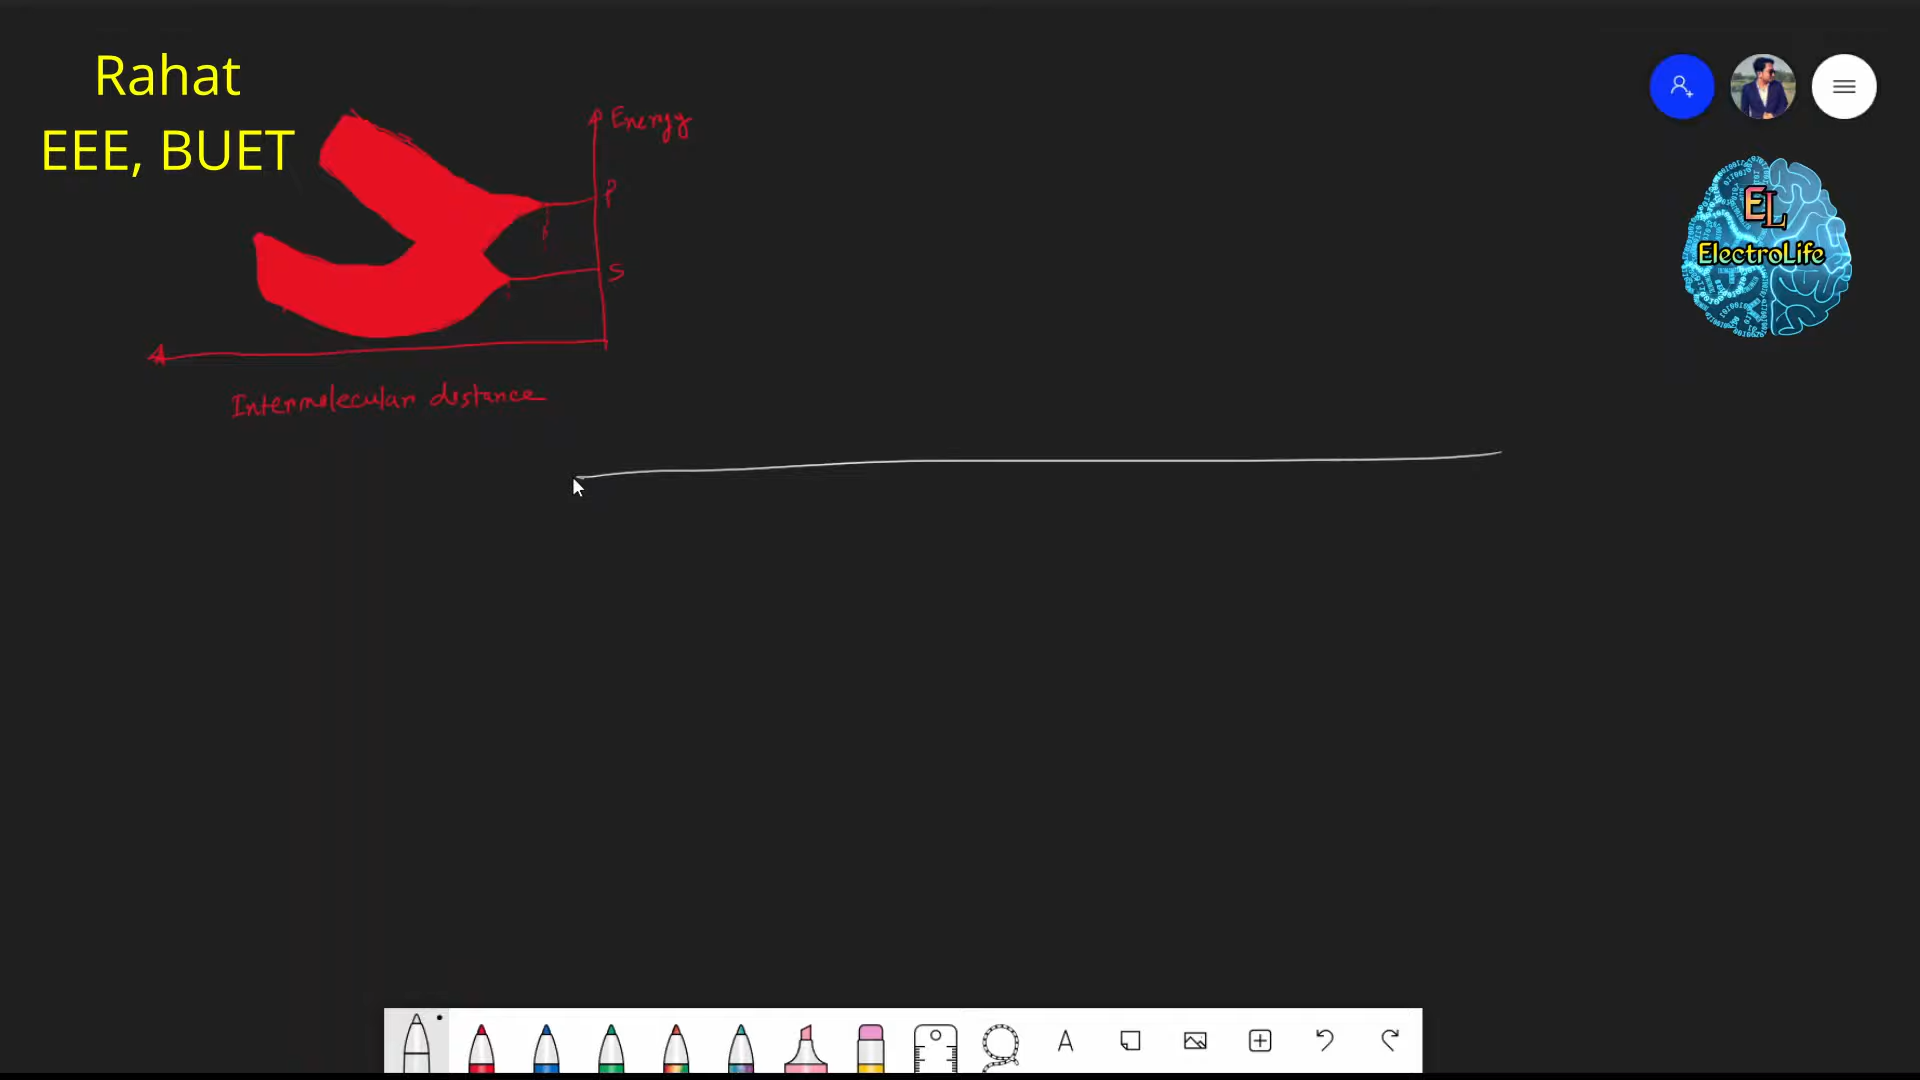 Rahat
EEE, BUET
Energy
P
S
Intermolecular distance
EL
ElectroLife